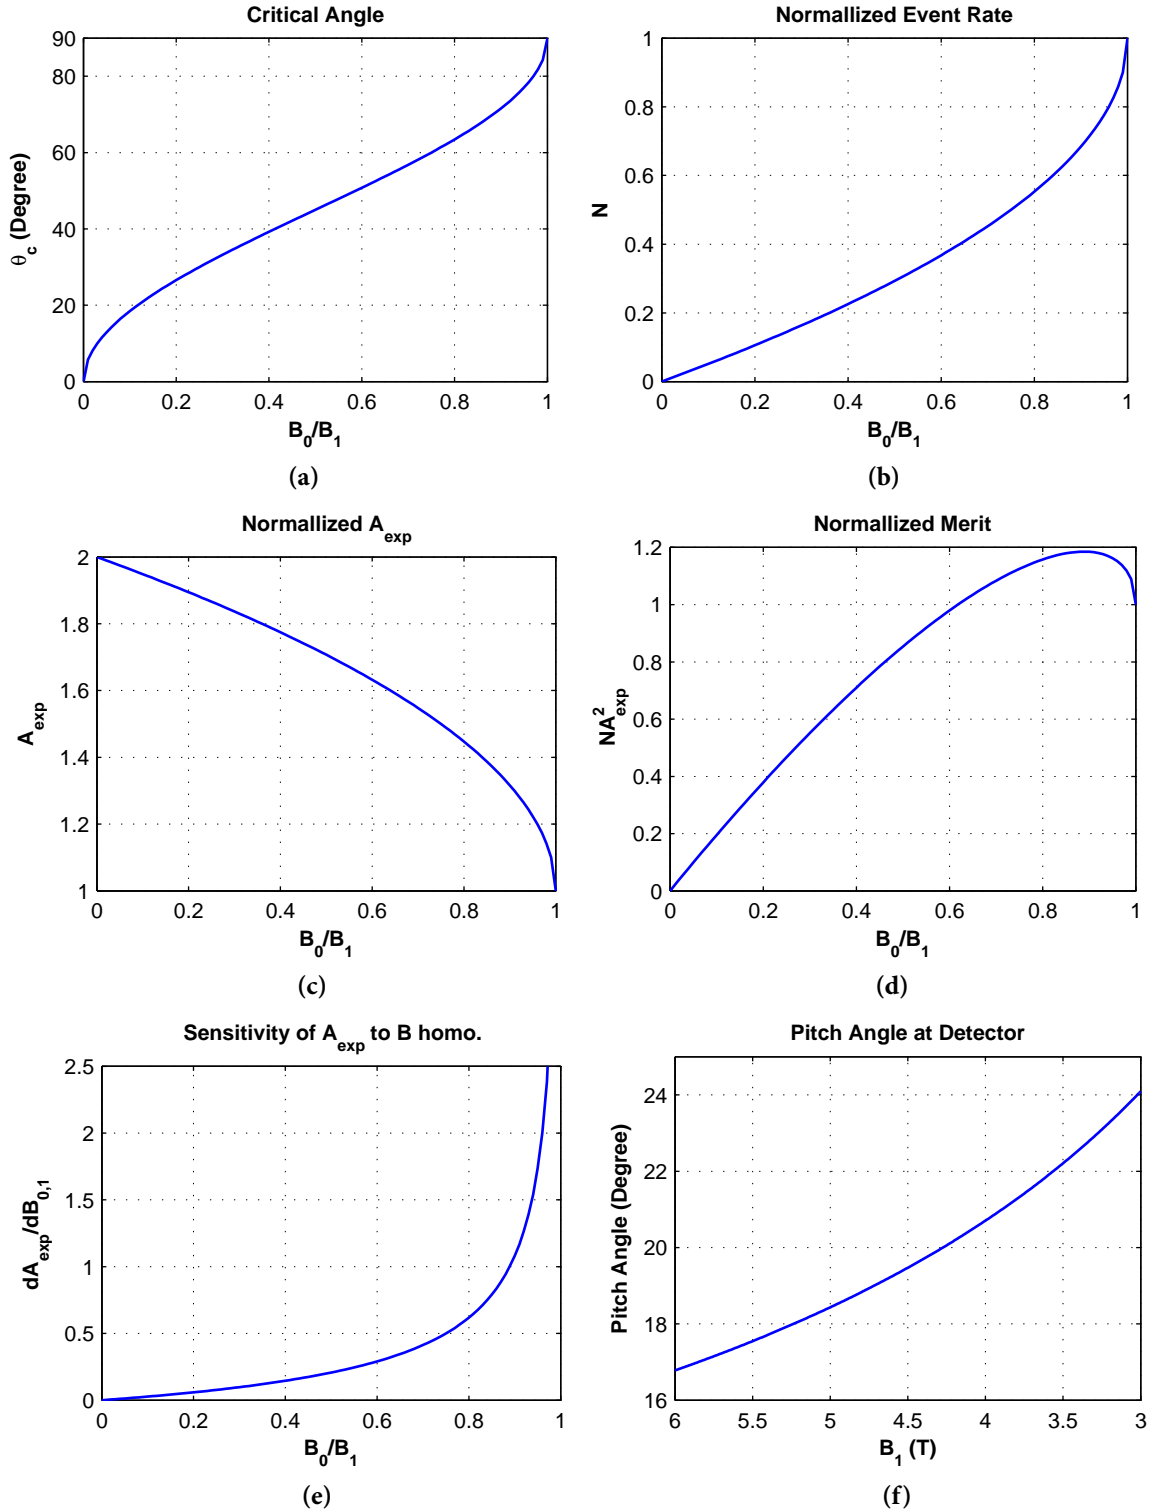 Critical Angle
90
80
60
40
20
0
0 0.2 0.4 0.6 0.8 1
θc (Degree)
B0/B1
(a)
Normallized Event Rate
1
0.8
0.6
0.4
0.2
0
0 0.2 0.4 0.6 0.8 1
N
B0/B1
(b)
Normallized Aexp
2
1.8
1.6
1.4
1.2
1
0 0.2 0.4 0.6 0.8 1
Aexp
B0/B1
(c)
Normallized Merit
1.2
1
0.8
0.6
0.4
0.2
0
0 0.2 0.4 0.6 0.8 1
NA²exp
B0/B1
(d)
Sensitivity of Aexp to B homo.
2.5
2
1.5
1
0.5
0
0 0.2 0.4 0.6 0.8 1
dAexp/dB0,1
B0/B1
(e)
Pitch Angle at Detector
24
22
20
18
16
6 5.5 5 4.5 4 3.5 3
Pitch Angle (Degree)
B1 (T)
(f)